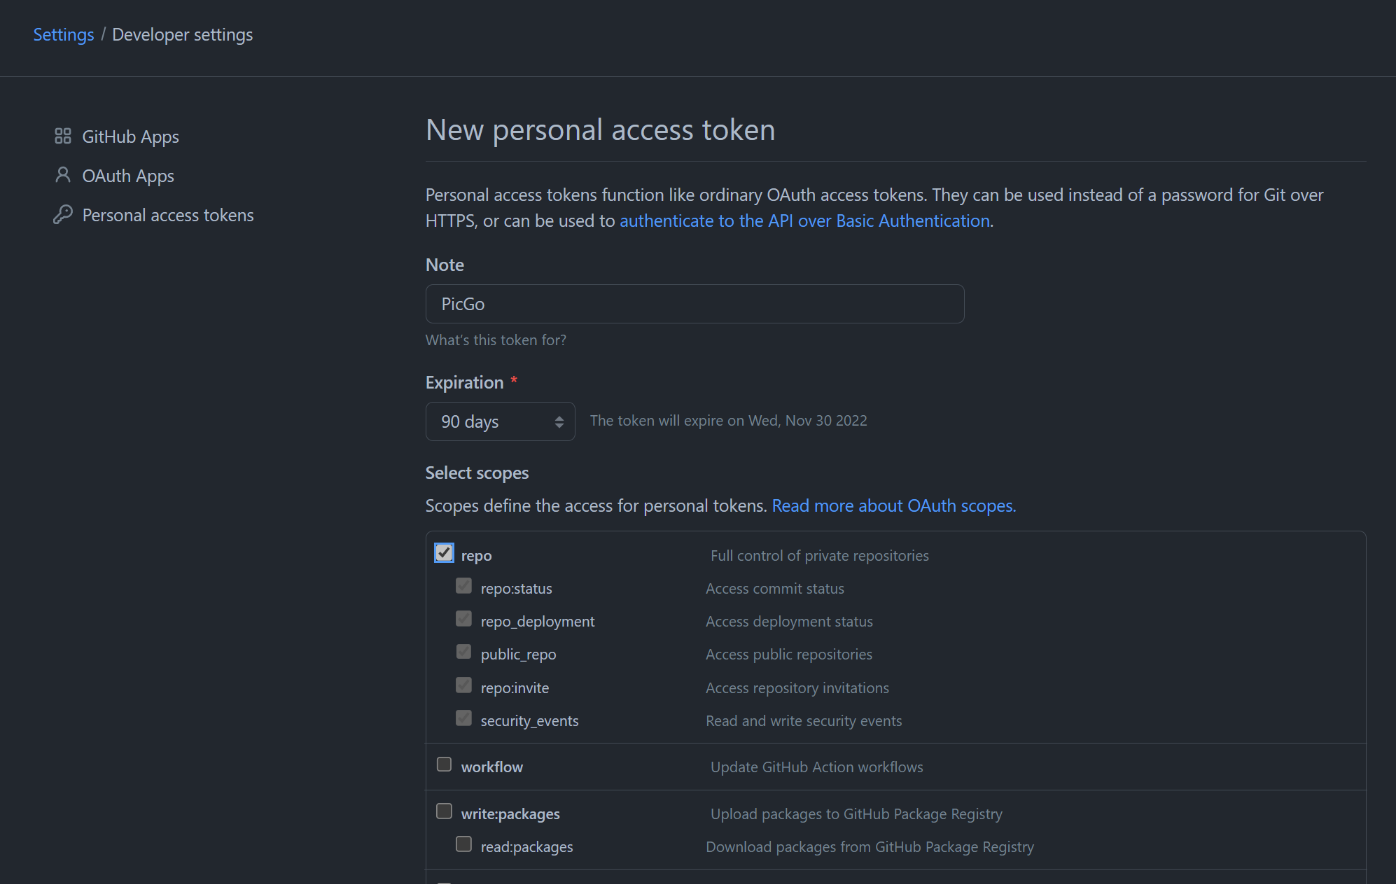 Settings / Developer settings
GitHub Apps
OAuth Apps
Personal access tokens
New personal access token
Personal access tokens function like ordinary OAuth access tokens. They can be used instead of a password for Git over
HTTPS, or can be used to authenticate to the API over Basic Authentication.
Note
PicGo
What's this token for?
Expiration *
90 days The token will expire on Wed, Nov 30 2022
Select scopes
Scopes define the access for personal tokens. Read more about OAuth scopes.
repo Full control of private repositories
repo:status Access commit status
repo_deployment Access deployment status
public_repo Access public repositories
repo:invite Access repository invitations
security_events Read and write security events
workflow Update GitHub Action workflows
write:packages Upload packages to GitHub Package Registry
read:packages Download packages from GitHub Package Registry